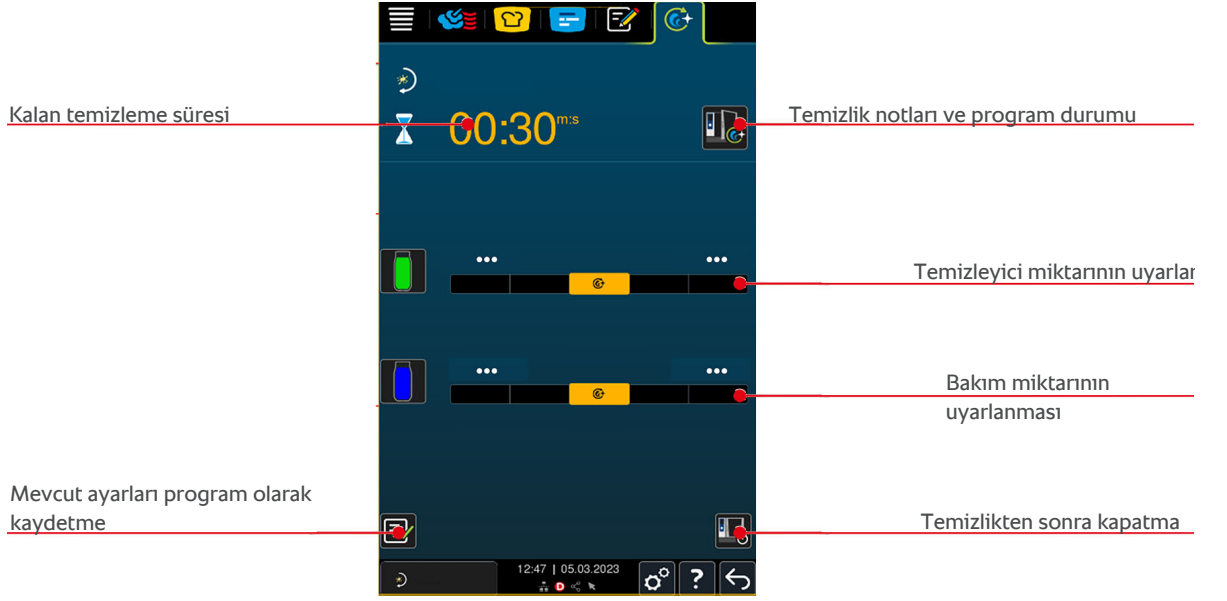 Kalan temizleme süresi
00:30 m:s
Temizlik notları ve program durumu
Temizleyici miktarının uyarlar
Bakım miktarının
uyarlanması
Mevcut ayarları program olarak
kaydetme
Temizlikten sonra kapatma
12:47 | 05.03.2023
D
?